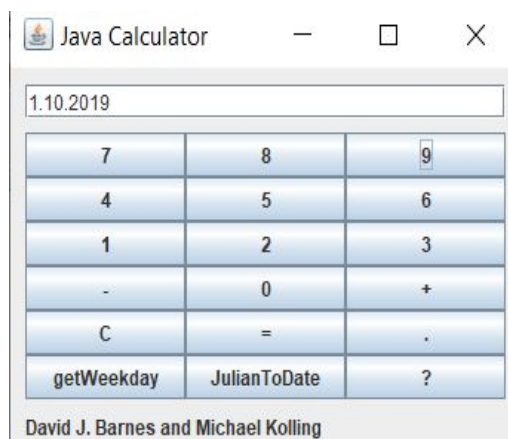 Java Calculator
1.10.2019
7 8 9
4 5 6
1 2 3
- 0 +
C = .
getWeekday JulianToDate ?
David J. Barnes and Michael Kolling